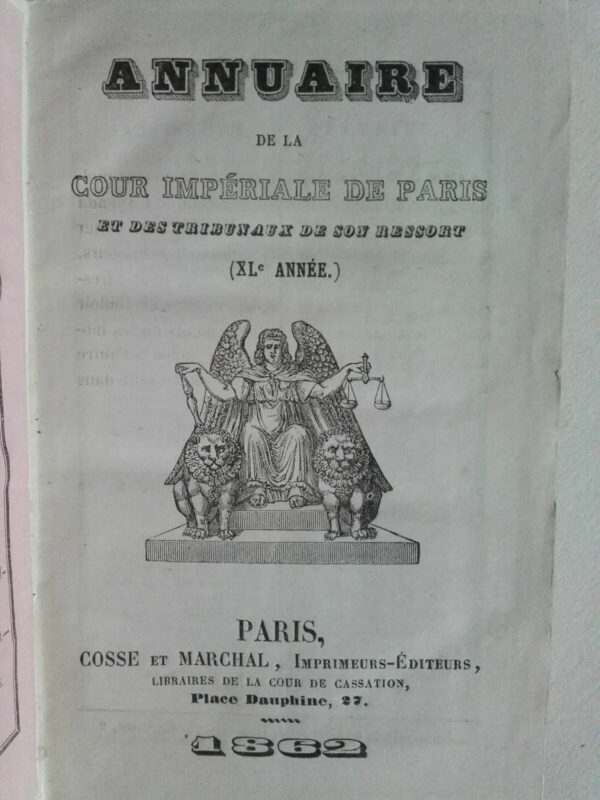 ANNUAIRE
DE LA
COUR IMPÉRIALE DE PARIS
ET DES TRIBUNAUX DE SON RESSORT
(XLe ANNÉE.)
PARIS,
COSSE ET MARCHAL, IMPRIMEURS-ÉDITEURS,
LIBRAIRES DE LA COUR DE CASSATION,
Place Dauphine, 27.
1862